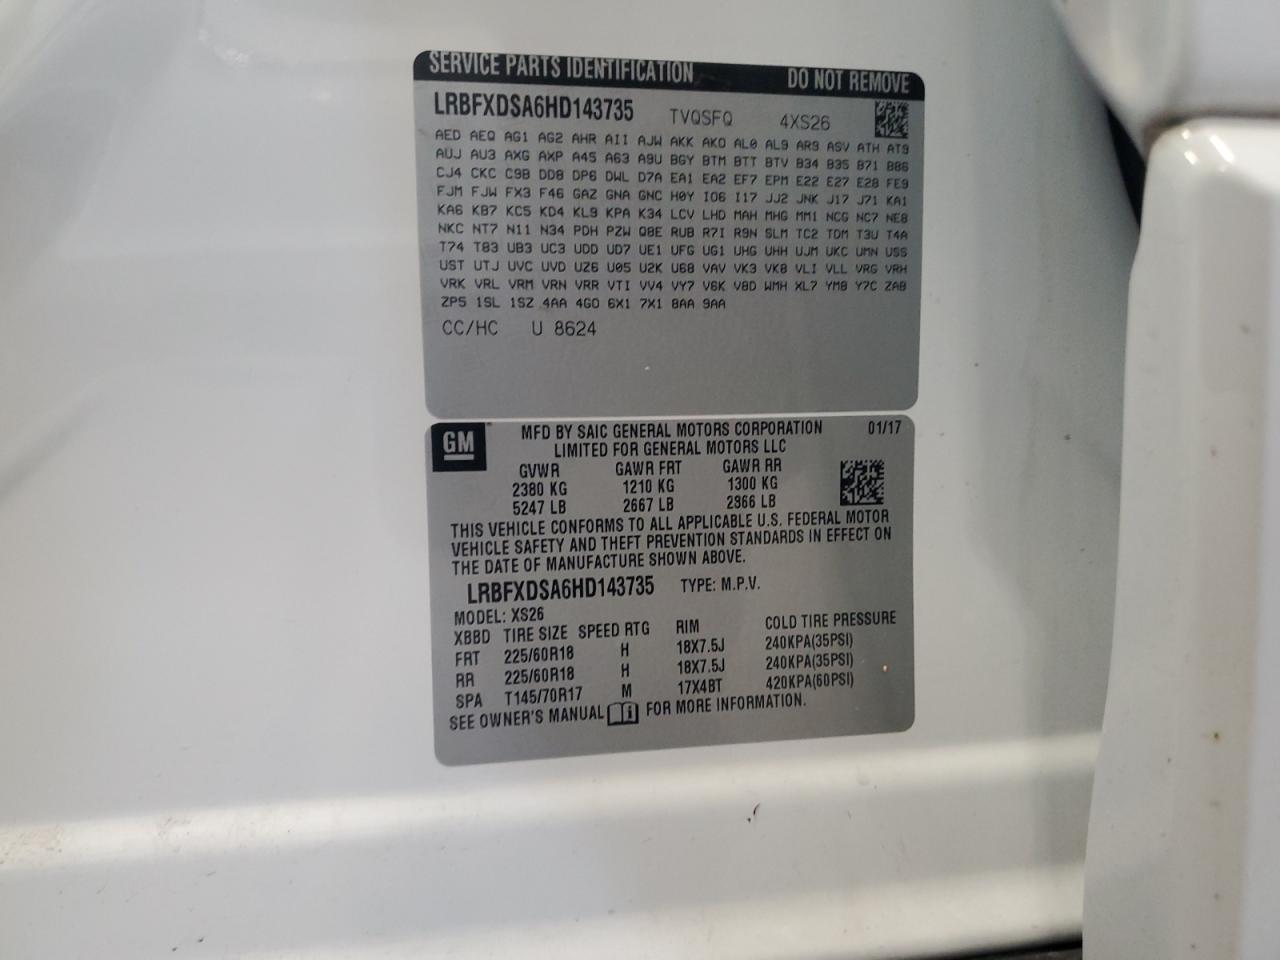 SERVICE PARTS IDENTIFICATION DO NOT REMOVE
LRBFXDSA6HD143735 TVQSFQ 4XS26
AED AEQ AG1 AG2 AHR AII AJW AKK AKO AL0 AL9 AR9 ASV ATH AT9
AUJ AU3 AXG AXP A45 A63 A9U BGY BTM BTT BTV B34 B35 B71 B86
CJ4 CKC C9B DD8 DP6 DWL D7A EA1 EA2 EF7 EPM E22 E27 E28 FE9
FJM FJW FX3 F46 GAZ GNA GNC H0Y IO6 I17 JJ2 JNK J17 J71 KA1
KA6 KB7 KC5 KD4 KL9 KPA K34 LCV LHD MAH MHG MM1 NCG NC7 NE8
NKC NT7 N11 N34 PDH PZW Q8E RUB R7I R9N SLM TC2 TDM T3U T4A
T74 T83 UB3 UC3 UDD UD7 UE1 UFG UG1 UHG UHH UJM UKC UMN USS
UST UTJ UVC UVD UZ6 U05 U2K U68 VAV VK3 VK8 VLI VLL VRG VRH
VRK VRL VRM VRN VRR VTI VV4 VY7 V6K V8D WMH XL7 YM8 Y7C ZAB
ZP5 1SL 1SZ 4AA 4GO 6X1 7X1 8AA 9AA
CC/HC U 8624
GM MFD BY SAIC GENERAL MOTORS CORPORATION 01/17
LIMITED FOR GENERAL MOTORS LLC
GVWR GAWR FRT GAWR RR
2380 KG 1210 KG 1300 KG
5247 LB 2667 LB 2866 LB
THIS VEHICLE CONFORMS TO ALL APPLICABLE U.S. FEDERAL MOTOR
VEHICLE SAFETY AND THEFT PREVENTION STANDARDS IN EFFECT ON
THE DATE OF MANUFACTURE SHOWN ABOVE.
LRBFXDSA6HD143735 TYPE: M.P.V.
MODEL: XS26
XBBD TIRE SIZE SPEED RTG RIM COLD TIRE PRESSURE
FRT 225/60R18 H 18X7.5J 240KPA(35PSI)
RR 225/60R18 H 18X7.5J 240KPA(35PSI)
SPA T145/70R17 M 17X4BT 420KPA(60PSI)
SEE OWNER'S MANUAL FOR MORE INFORMATION.